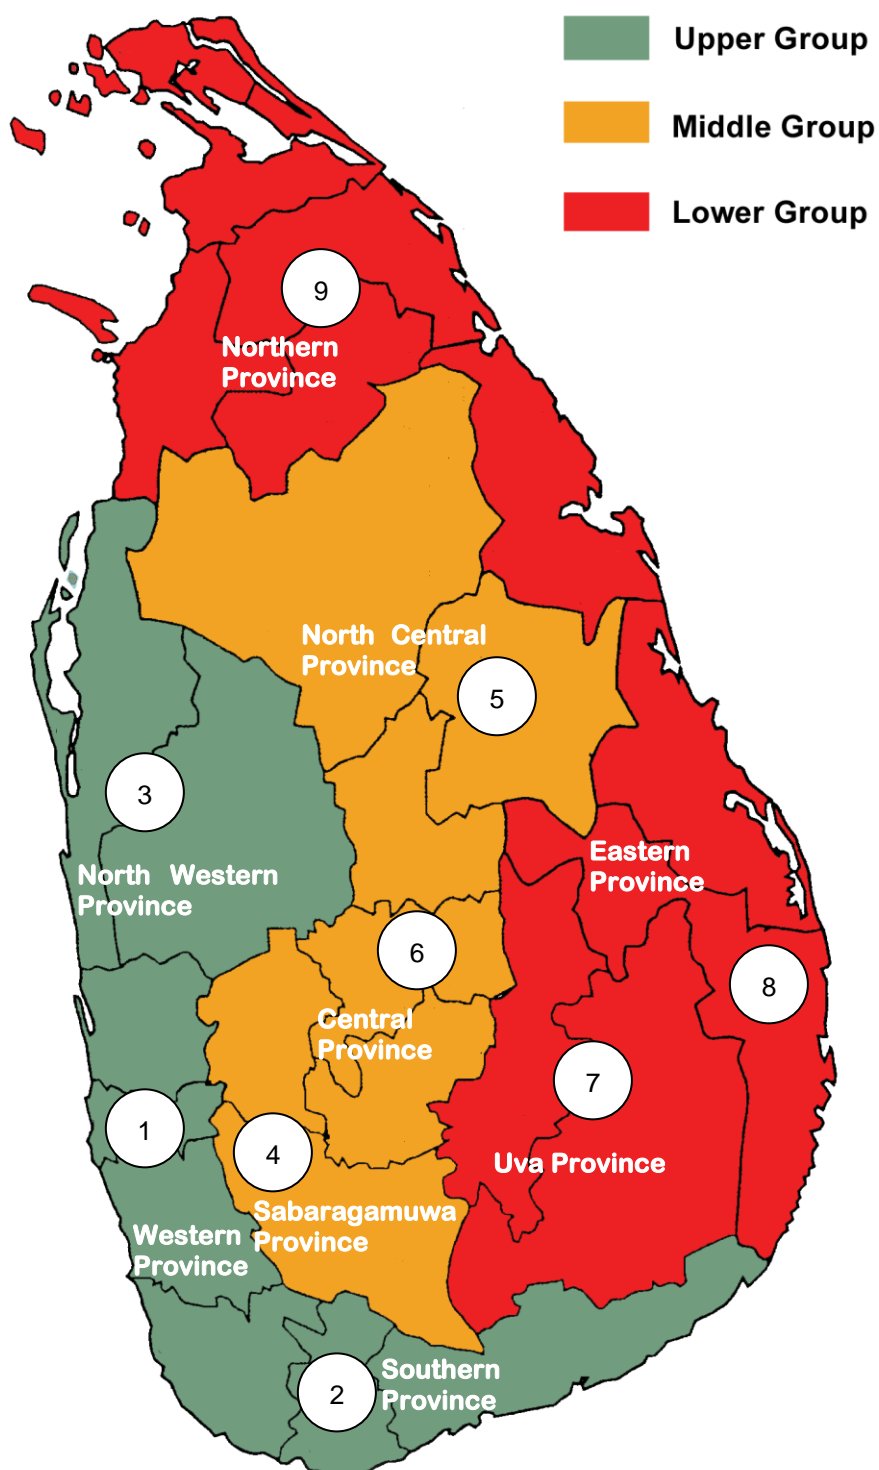 Upper Group
Middle Group
Lower Group
9
Northern
Province
North Central
Province
5
3
North Western
Province
Eastern
Province
6
8
Central
Province
7
1
4
Uva Province
Sabaragamuwa
Province
Western
Province
Southern
Province
2